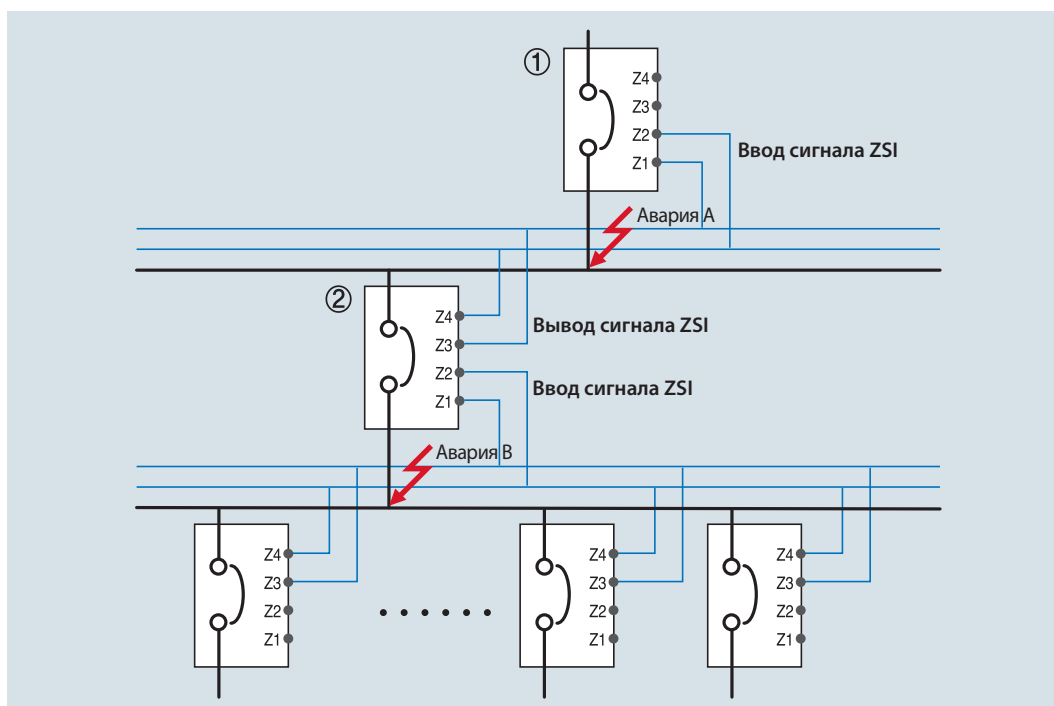 ①
Z4
Z3
Z2
Z1
Ввод сигнала ZSI
Авария A
②
Z4
Z3
Z2
Z1
Вывод сигнала ZSI
Ввод сигнала ZSI
Авария B
Z4
Z3
Z2
Z1
Z4
Z3
Z2
Z1
Z4
Z3
Z2
Z1